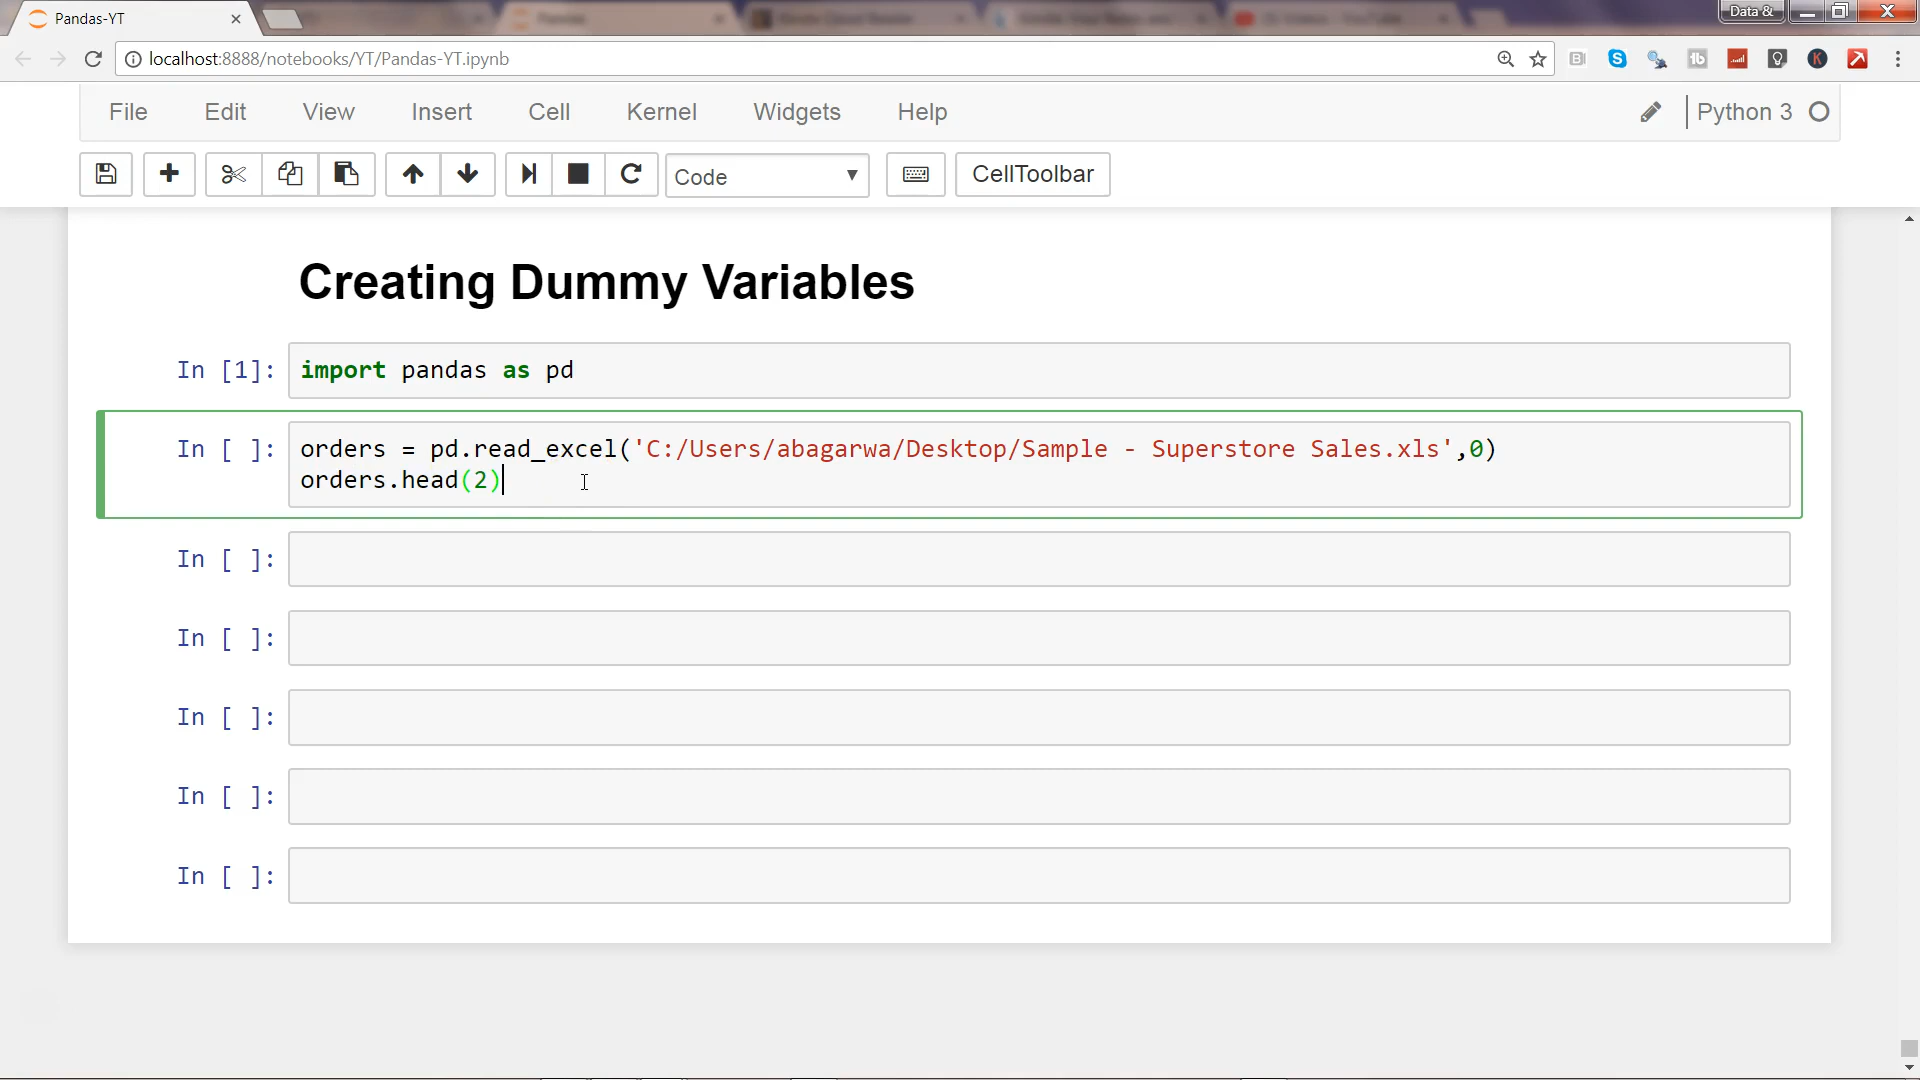 Pandas-YT
Data &
localhost:8888/notebooks/YT/Pandas-YT.ipynb
File Edit View Insert Cell Kernel Widgets Help
Python 3
Code
CellToolbar
Creating Dummy Variables
In [1]: import pandas as pd
In [ ]: orders = pd.read_excel('C:/Users/abagarwa/Desktop/Sample - Superstore Sales.xls',0)
orders.head(2)
In [ ]:
In [ ]:
In [ ]:
In [ ]:
In [ ]: